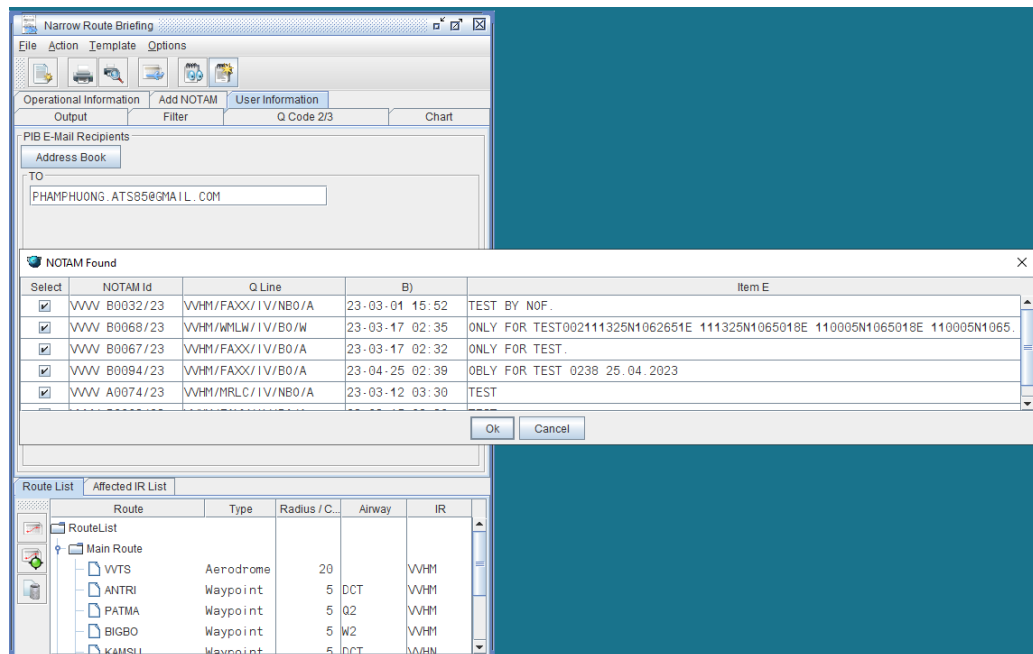 Narrow Route Briefing
File Action Template Options
Operational Information Add NOTAM User Information
Output Filter Q Code 2/3 Chart
PIB E-Mail Recipients
Address Book
TO
PHAMPHUONG.ATS85@GMAIL.COM
NOTAM Found
Select NOTAM Id Q Line B) Item E
VVVV B0032/23 VVHM/FAXX/IV/NBO/A 23-03-01 15:52 TEST BY NOF.
VVVV B0068/23 VVHM/WMLW/IV/BO/W 23-03-17 02:35 ONLY FOR TEST002111325N1062651E 111325N1065018E 110005N1065018E 110005N1065.
VVVV B0067/23 VVHM/FAXX/IV/BO/A 23-03-17 02:32 ONLY FOR TEST.
VVVV B0094/23 VVHM/FAXX/IV/BO/A 23-04-25 02:39 OBLY FOR TEST 0238 25.04.2023
VVVV A0074/23 VVHM/MRLC/IV/NBO/A 23-03-12 03:30 TEST
Ok Cancel
Route List Affected IR List
Route Type Radius / C... Airway IR
RouteList
Main Route
VVTS Aerodrome 20 VVHM
ANTRI Waypoint 5 DCT VVHM
PATMA Waypoint 5 Q2 VVHM
BIGBO Waypoint 5 W2 VVHM
KAMSU Waypoint 5 DCT VVHN